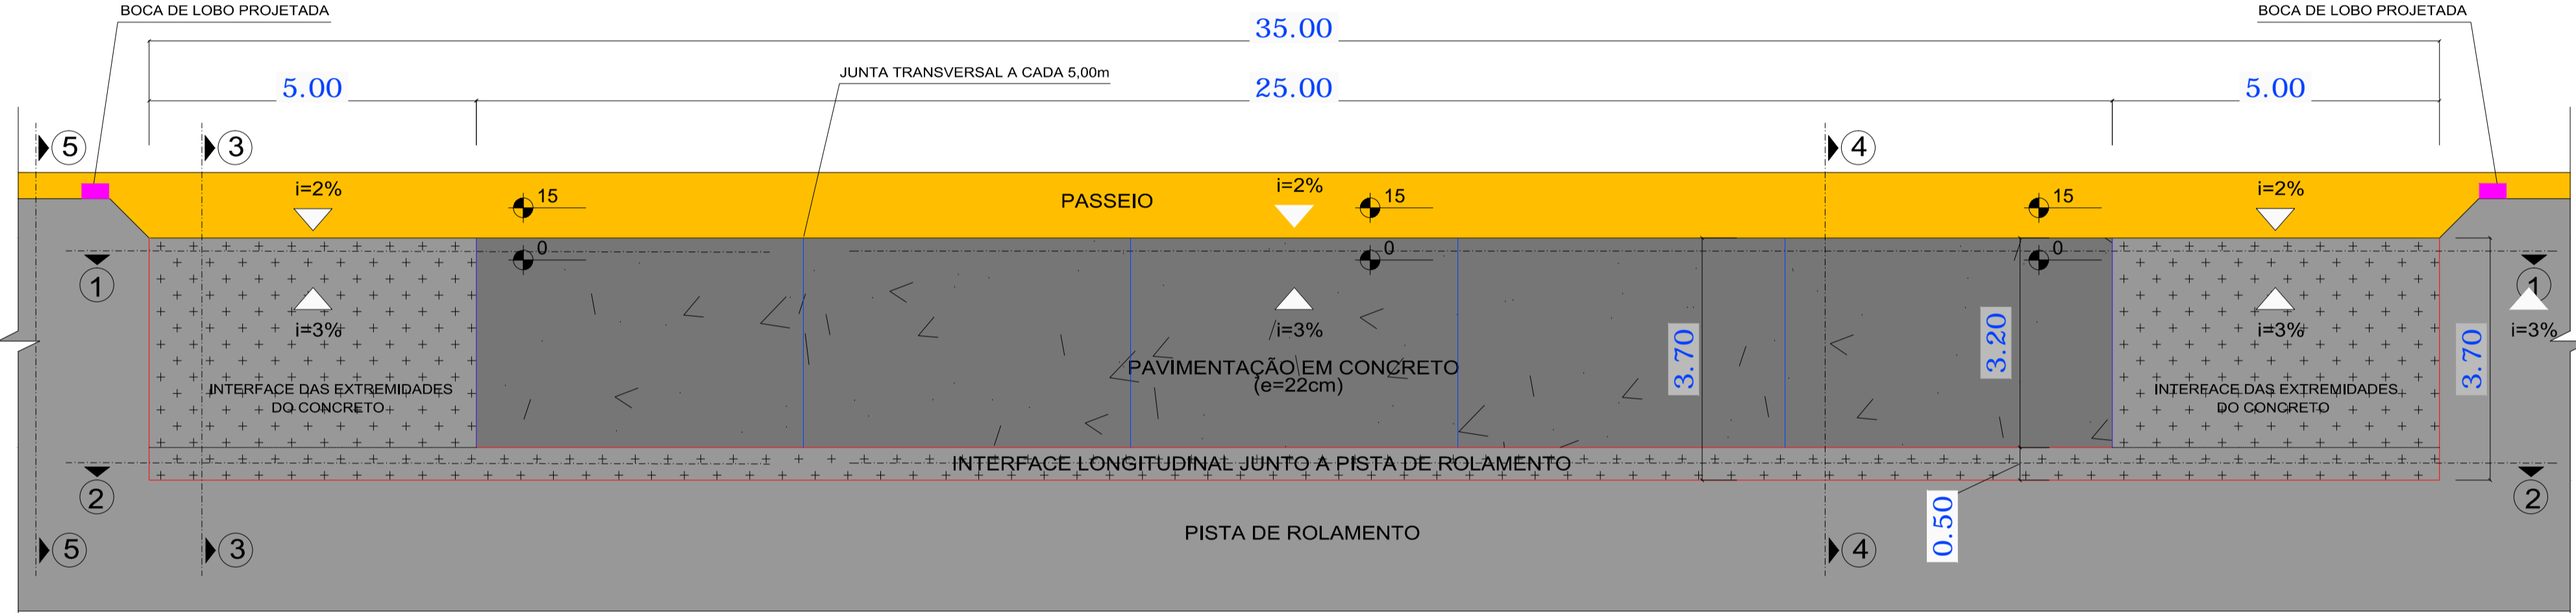 BOCA DE LOBO PROJETADA
BOCA DE LOBO PROJETADA
35.00
JUNTA TRANSVERSAL A CADA 5,00m
5.00
25.00
5.00
5
3
4
i=2%
15
PASSEIO
i=2%
15
15
i=2%
0
0
0
1
1
i=3%
i=3%
i=3%
i=3%
3.70
3.20
3.70
PAVIMENTAÇÃO EM CONCRETO
(e=22cm)
INTERFACE DAS EXTREMIDADES
DO CONCRETO
INTERFACE DAS EXTREMIDADES
DO CONCRETO
INTERFACE LONGITUDINAL JUNTO A PISTA DE ROLAMENTO
2
2
0.50
PISTA DE ROLAMENTO
5
3
4